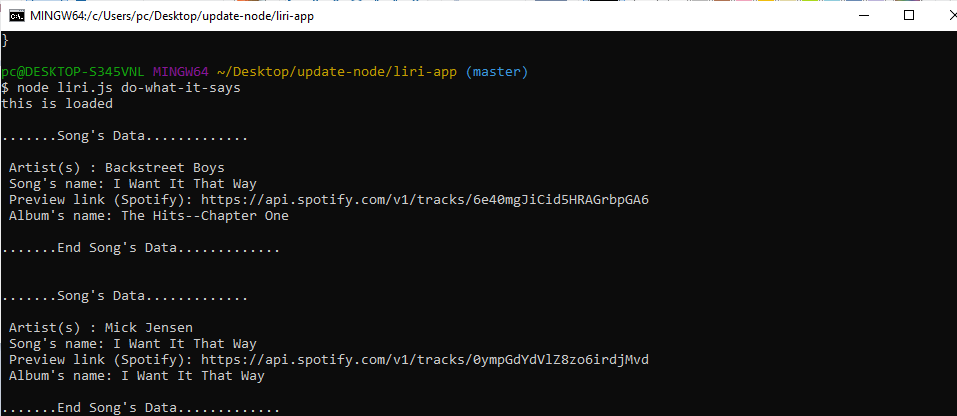 MINGW64:/c/Users/pc/Desktop/update-node/liri-app
}
pc@DESKTOP-S345VNL MINGW64 ~/Desktop/update-node/liri-app (master)
$ node liri.js do-what-it-says
this is loaded
.......Song's Data.............
Artist(s) : Backstreet Boys
Song's name: I Want It That Way
Preview link (Spotify): https://api.spotify.com/v1/tracks/6e40mgJiCid5HRAGrbpGA6
Album's name: The Hits--Chapter One
.......End Song's Data.............
.......Song's Data.............
Artist(s) : Mick Jensen
Song's name: I Want It That Way
Preview link (Spotify): https://api.spotify.com/v1/tracks/0ympGdYdVlZ8zo6irdjMvd
Album's name: I Want It That Way
.......End Song's Data.............